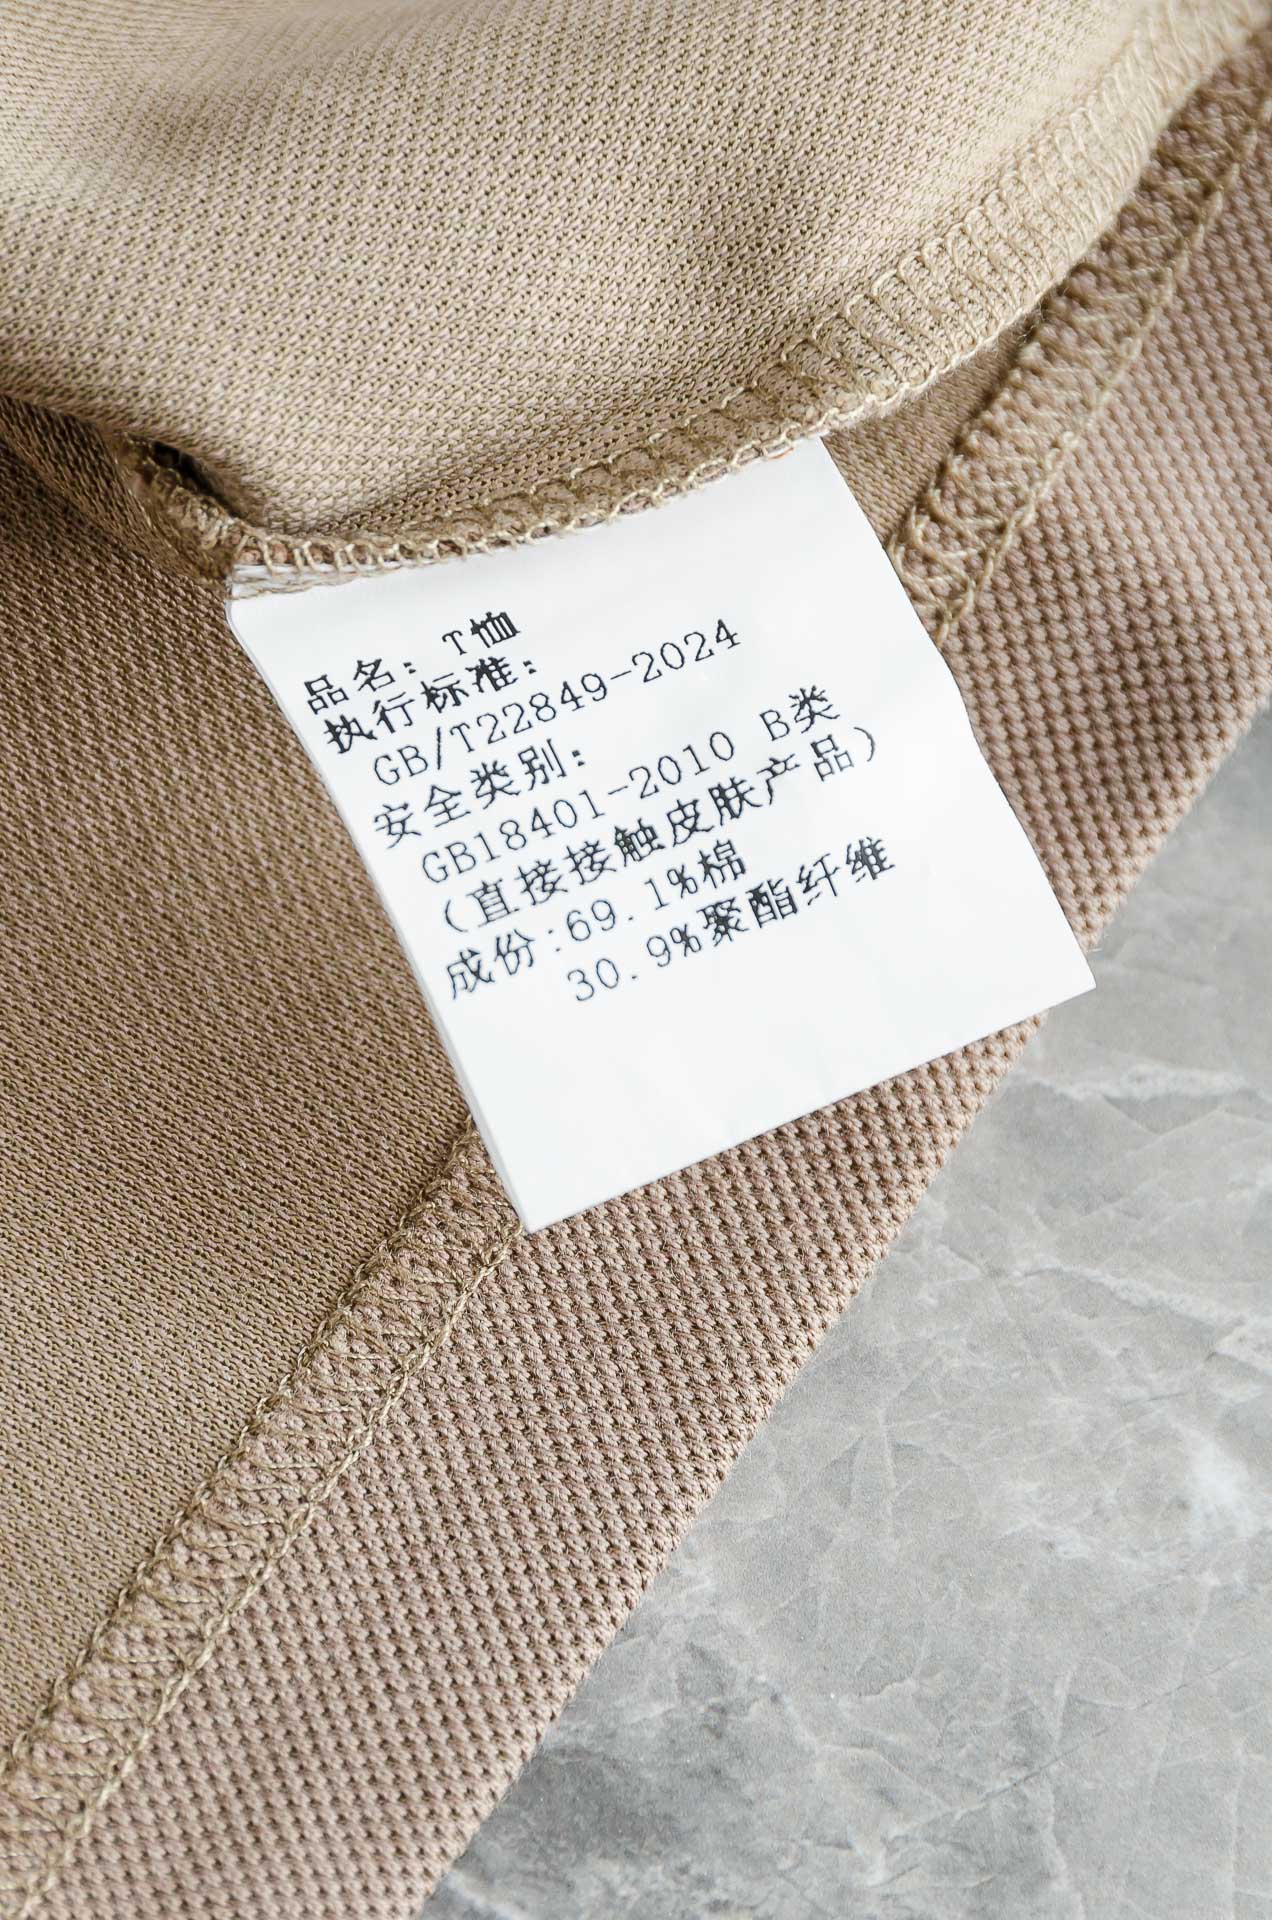 品名：T恤
执行标准：
GB/T22849-2024
安全类别：
GB18401-2010 B类
（直接接触皮肤产品）
成份:69.1%棉
30.9%聚酯纤维